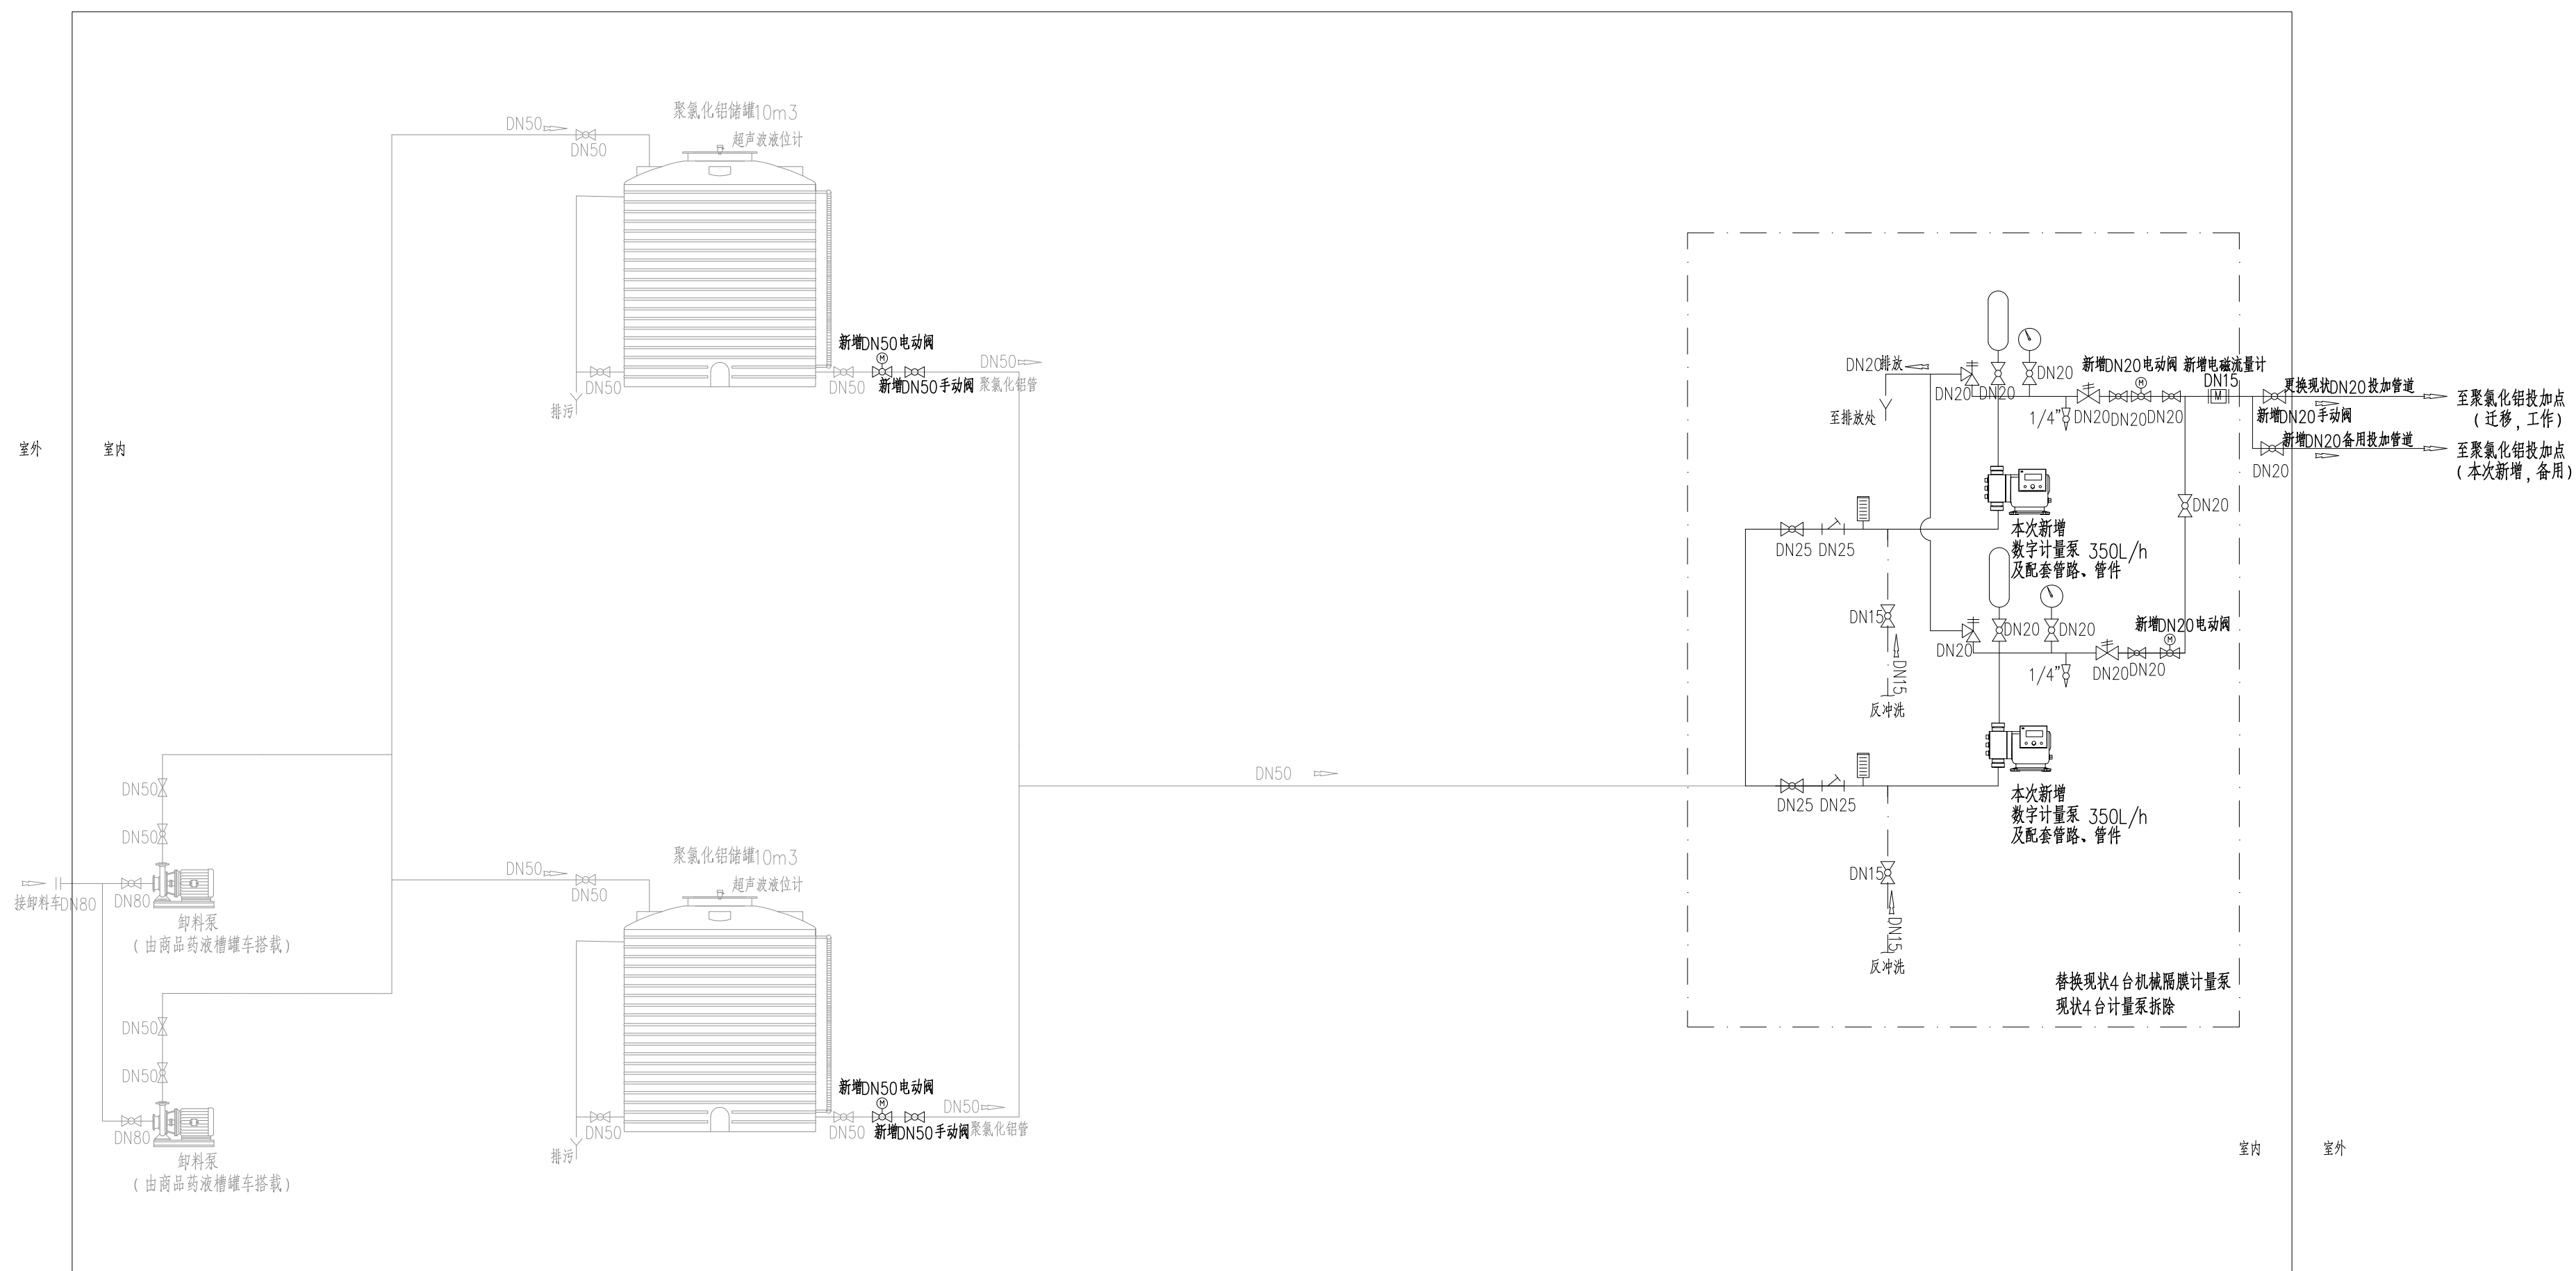 聚氯化铝储罐10m3
超声波液位计
DN50
DN50
新增DN50电动阀
DN50
DN50
DN50
新增DN50手动阀
聚氯化铝管
排污
室外
室内
DN20排放
DN20
DN20
DN20
新增DN20电动阀
新增电磁流量计
DN15
M
M
至排放处
1/4"
DN20
DN20
DN20
更换现状DN20投加管道
新增DN20手动阀
至聚氯化铝投加点
(迁移,工作)
新增DN20备用投加管道
DN20
至聚氯化铝投加点
(本次新增,备用)
DN20
DN25
DN25
本次新增
数字计量泵 350L/h
及配套管路、管件
DN15
DN15
反冲洗
DN20
DN20
DN20
新增DN20电动阀
M
1/4"
DN20
DN20
DN50
DN25
DN25
本次新增
数字计量泵 350L/h
及配套管路、管件
DN15
DN15
反冲洗
替换现状4台机械隔膜计量泵
现状4台计量泵拆除
DN50
DN50
接卸料车DN80
DN80
卸料泵
(由商品药液槽罐车搭载)
聚氯化铝储罐10m3
超声波液位计
DN50
DN50
DN50
DN50
DN80
卸料泵
(由商品药液槽罐车搭载)
新增DN50电动阀
M
DN50
DN50
DN50
新增DN50手动阀
聚氯化铝管
排污
M
室内
室外